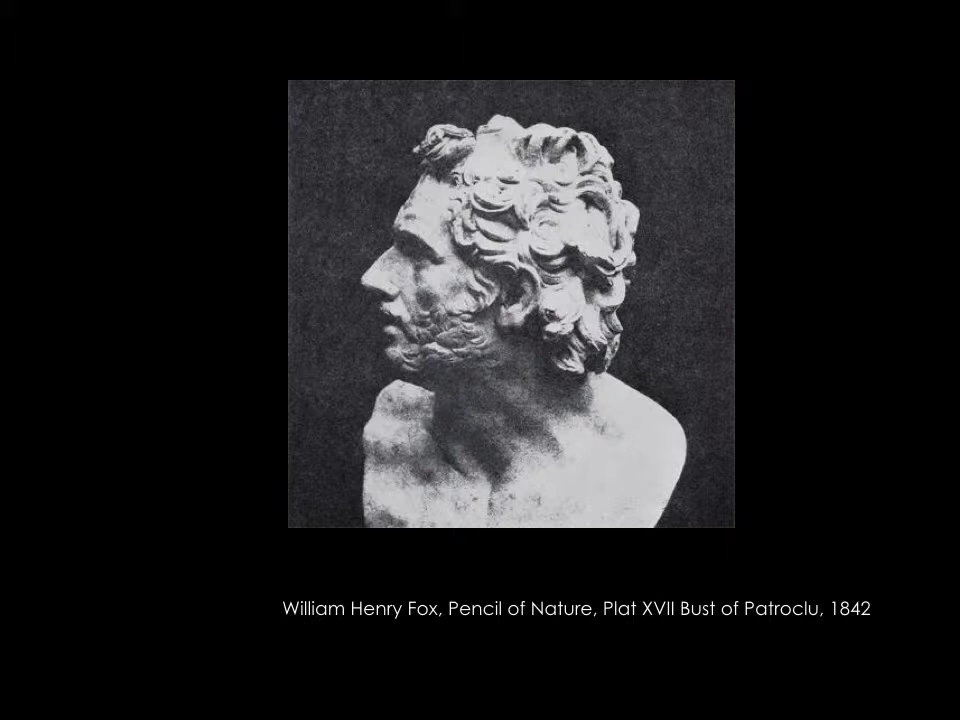 William Henry Fox, Pencil of Nature, Plat XVII Bust of Patroclu, 1842